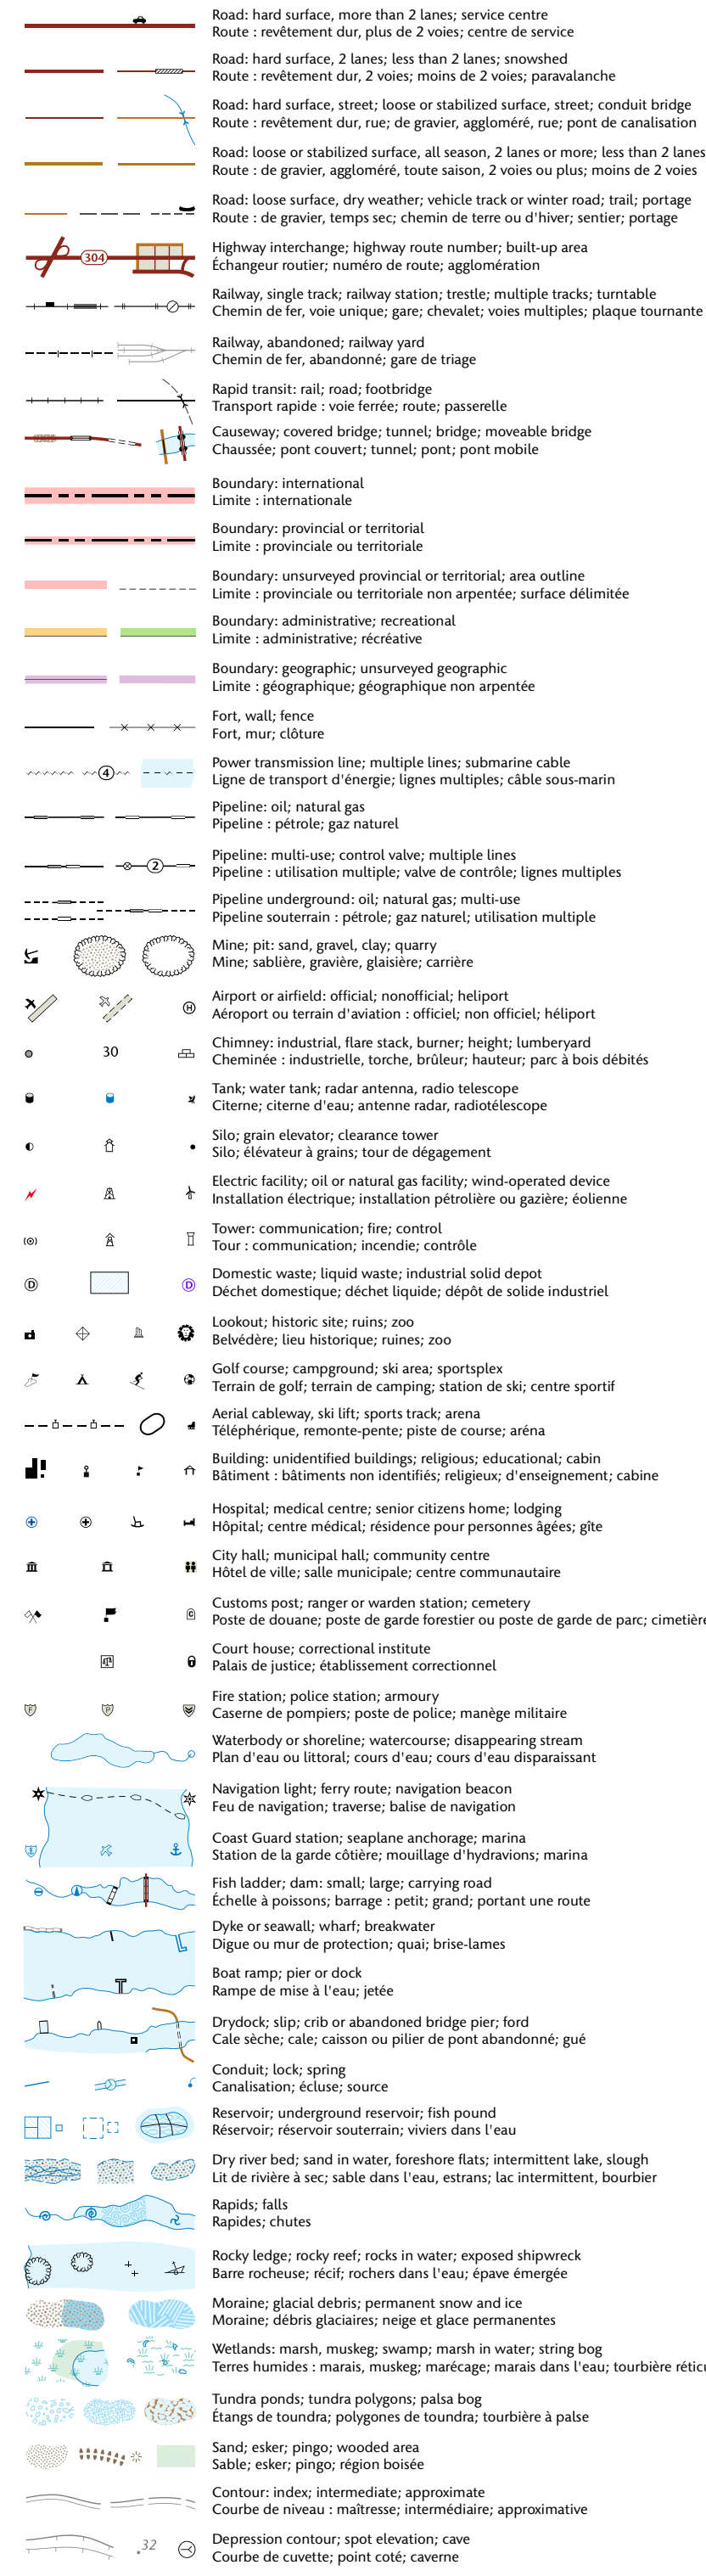 Road: hard surface, more than 2 lanes; service centre
Route : revêtement dur, plus de 2 voies; centre de service
Road: hard surface, 2 lanes; less than 2 lanes; snowshed
Route : revêtement dur, 2 voies; moins de 2 voies; paravalanche
Road: hard surface, street; loose or stabilized surface, street; conduit bridge
Route : revêtement dur, rue; de gravier, aggloméré, rue; pont de canalisation
Road: loose or stabilized surface, all season, 2 lanes or more; less than 2 lanes
Route : de gravier, aggloméré, toute saison, 2 voies ou plus; moins de 2 voies
Road: loose surface, dry weather; vehicle track or winter road; trail; portage
Route : de gravier, temps sec; chemin de terre ou d'hiver; sentier; portage
304
Highway interchange; highway route number; built-up area
Échangeur routier; numéro de route; agglomération
Railway, single track; railway station; trestle; multiple tracks; turntable
Chemin de fer, voie unique; gare; chevalet; voies multiples; plaque tournante
Railway, abandoned; railway yard
Chemin de fer, abandonné; gare de triage
Rapid transit: rail; road; footbridge
Transport rapide : voie ferrée; route; passerelle
Causeway; covered bridge; tunnel; bridge; moveable bridge
Chaussée; pont couvert; tunnel; pont; pont mobile
Boundary: international
Limite : internationale
Boundary: provincial or territorial
Limite : provinciale ou territoriale
Boundary: unsurveyed provincial or territorial; area outline
Limite : provinciale ou territoriale non arpentée; surface délimitée
Boundary: administrative; recreational
Limite : administrative; récréative
Boundary: geographic; unsurveyed geographic
Limite : géographique; géographique non arpentée
Fort, wall; fence
Fort, mur; clôture
4
Power transmission line; multiple lines; submarine cable
Ligne de transport d'énergie; lignes multiples; câble sous-marin
Pipeline: oil; natural gas
Pipeline : pétrole; gaz naturel
2
Pipeline: multi-use; control valve; multiple lines
Pipeline : utilisation multiple; valve de contrôle; lignes multiples
Pipeline underground: oil; natural gas; multi-use
Pipeline souterrain : pétrole; gaz naturel; utilisation multiple
Mine; pit: sand, gravel, clay; quarry
Mine; sablière, gravière, glaisière; carrière
H
Airport or airfield: official; nonofficial; heliport
Aéroport ou terrain d'aviation : officiel; non officiel; héliport
30
Chimney: industrial, flare stack, burner; height; lumberyard
Cheminée : industrielle, torche, brûleur; hauteur; parc à bois débités
Tank; water tank; radar antenna, radio telescope
Citerne; citerne d'eau; antenne radar, radiotélescope
Silo; grain elevator; clearance tower
Silo; élévateur à grains; tour de dégagement
Electric facility; oil or natural gas facility; wind-operated device
Installation électrique; installation pétrolière ou gazière; éolienne
Tower: communication; fire; control
Tour : communication; incendie; contrôle
D D
Domestic waste; liquid waste; industrial solid depot
Déchet domestique; déchet liquide; dépôt de solide industriel
Lookout; historic site; ruins; zoo
Belvédère; lieu historique; ruines; zoo
Golf course; campground; ski area; sportsplex
Terrain de golf; terrain de camping; station de ski; centre sportif
Aerial cableway, ski lift; sports track; arena
Téléphérique, remonte-pente; piste de course; aréna
Building: unidentified buildings; religious; educational; cabin
Bâtiment : bâtiments non identifiés; religieux; d'enseignement; cabine
Hospital; medical centre; senior citizens home; lodging
Hôpital; centre médical; résidence pour personnes âgées; gîte
City hall; municipal hall; community centre
Hôtel de ville; salle municipale; centre communautaire
C
Customs post; ranger or warden station; cemetery
Poste de douane; poste de garde forestier ou poste de garde de parc; cimetière
Court house; correctional institute
Palais de justice; établissement correctionnel
F P
Fire station; police station; armoury
Caserne de pompiers; poste de police; manège militaire
Waterbody or shoreline; watercourse; disappearing stream
Plan d'eau ou littoral; cours d'eau; cours d'eau disparaissant
Navigation light; ferry route; navigation beacon
Feu de navigation; traverse; balise de navigation
Coast Guard station; seaplane anchorage; marina
Station de la garde côtière; mouillage d'hydravions; marina
Fish ladder; dam: small; large; carrying road
Échelle à poissons; barrage : petit; grand; portant une route
Dyke or seawall; wharf; breakwater
Digue ou mur de protection; quai; brise-lames
Boat ramp; pier or dock
Rampe de mise à l'eau; jetée
Drydock; slip; crib or abandoned bridge pier; ford
Cale sèche; cale; caisson ou pilier de pont abandonné; gué
Conduit; lock; spring
Canalisation; écluse; source
Reservoir; underground reservoir; fish pound
Réservoir; réservoir souterrain; viviers dans l'eau
Dry river bed; sand in water, foreshore flats; intermittent lake, slough
Lit de rivière à sec; sable dans l'eau, estrans; lac intermittent, bourbier
Rapids; falls
Rapides; chutes
Rocky ledge; rocky reef; rocks in water; exposed shipwreck
Barre rocheuse; récif; rochers dans l'eau; épave émergée
Moraine; glacial debris; permanent snow and ice
Moraine; débris glaciaires; neige et glace permanentes
Wetlands: marsh, muskeg; swamp; marsh in water; string bog
Terres humides : marais, muskeg; marécage; marais dans l'eau; tourbière
Tundra ponds; tundra polygons; palsa bog
Étangs de toundra; polygones de toundra; tourbière à palse
Sand; esker; pingo; wooded area
Sable; esker; pingo; région boisée
Contour: index; intermediate; approximate
Courbe de niveau : maîtresse; intermédiaire; approximative
.32
Depression contour; spot elevation; cave
Courbe de cuvette; point coté; caverne